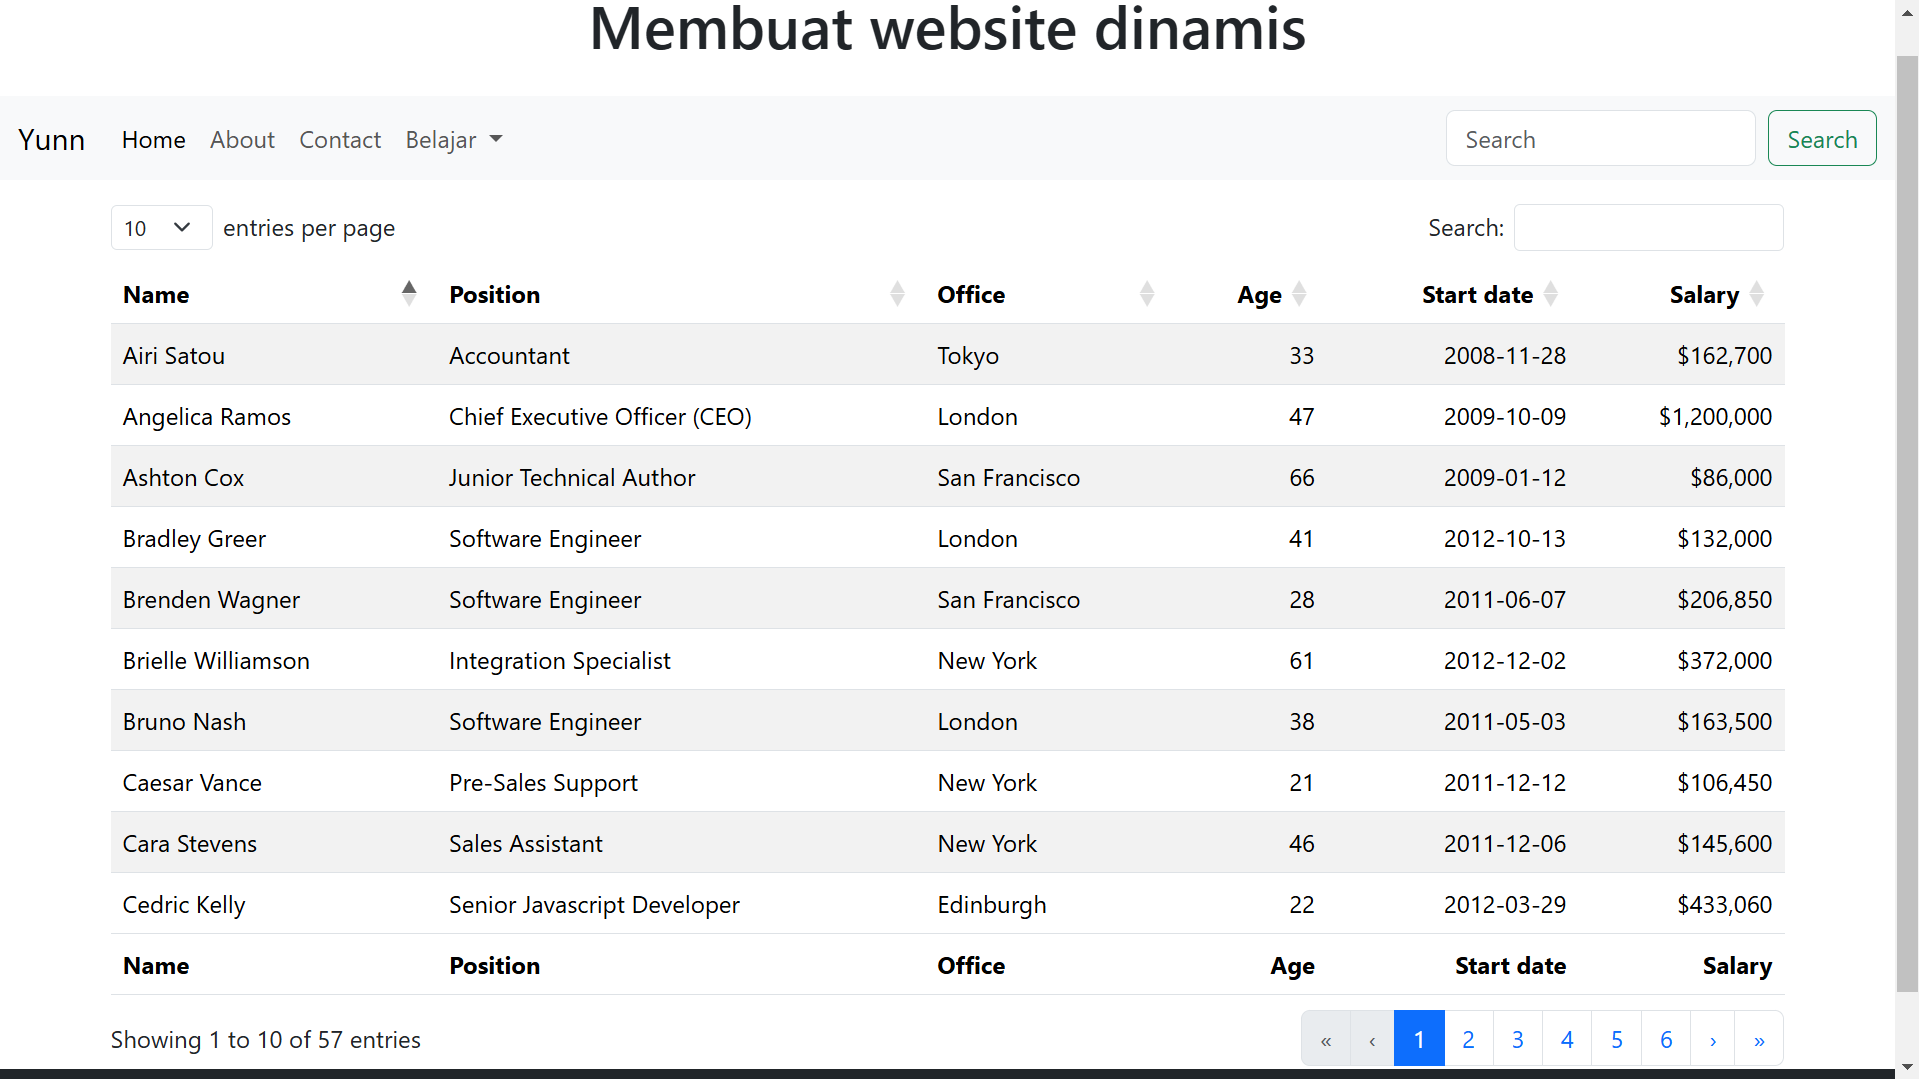 Membuat website dinamis
Yunn Home About Contact Belajar Search Search
10 entries per page Search:
Name Position Office Age Start date Salary
Airi Satou Accountant Tokyo 33 2008-11-28 $162,700
Angelica Ramos Chief Executive Officer (CEO) London 47 2009-10-09 $1,200,000
Ashton Cox Junior Technical Author San Francisco 66 2009-01-12 $86,000
Bradley Greer Software Engineer London 41 2012-10-13 $132,000
Brenden Wagner Software Engineer San Francisco 28 2011-06-07 $206,850
Brielle Williamson Integration Specialist New York 61 2012-12-02 $372,000
Bruno Nash Software Engineer London 38 2011-05-03 $163,500
Caesar Vance Pre-Sales Support New York 21 2011-12-12 $106,450
Cara Stevens Sales Assistant New York 46 2011-12-06 $145,600
Cedric Kelly Senior Javascript Developer Edinburgh 22 2012-03-29 $433,060
Name Position Office Age Start date Salary
Showing 1 to 10 of 57 entries « ‹ 1 2 3 4 5 6 › »